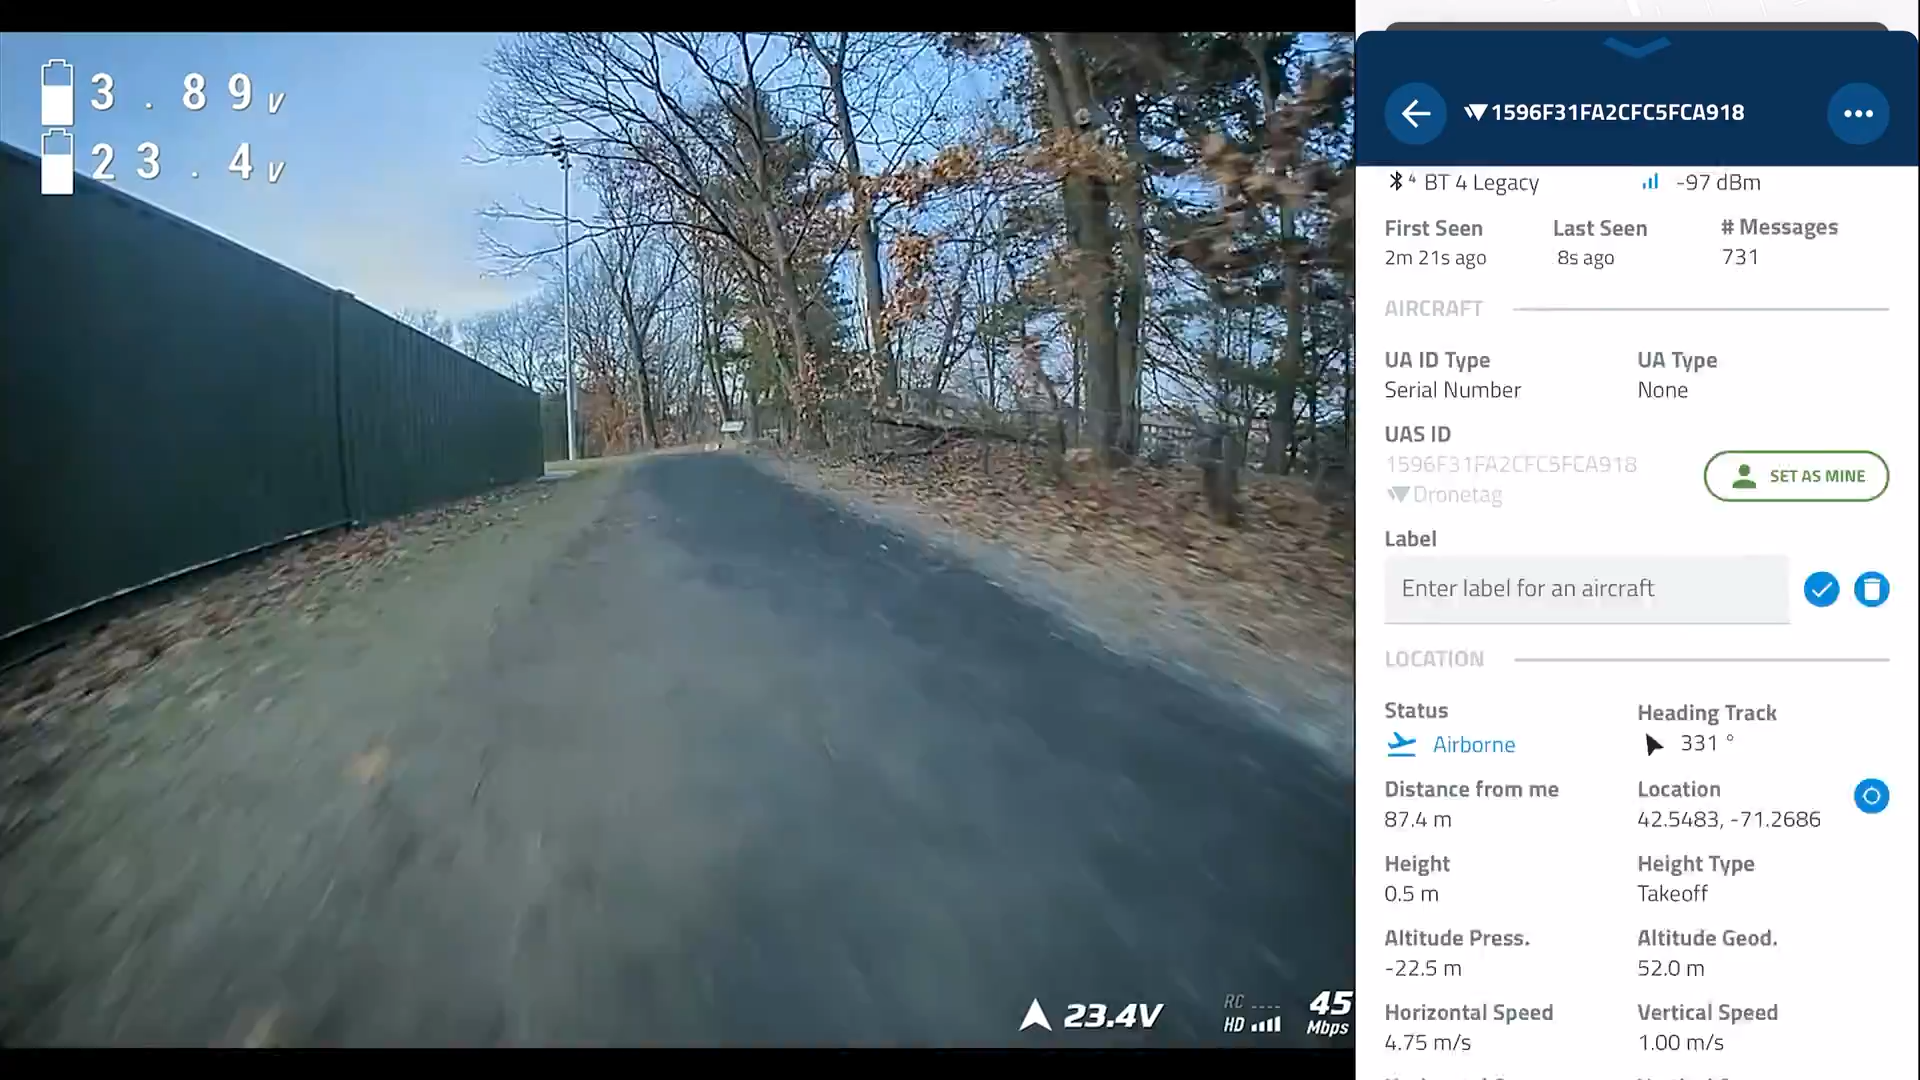 3.89V
23.4V
23.4V
RC ----
HD
45
Mbps
1596F31FA2CFC5FCA918
4 BT 4 Legacy
-97 dBm
First Seen
Last Seen
# Messages
2m 21s ago
8s ago
731
AIRCRAFT
UA ID Type
UA Type
Serial Number
None
UAS ID
1596F31FA2CFC5FCA918
Dronetag
SET AS MINE
Label
Enter label for an aircraft
LOCATION
Status
Heading Track
Airborne
331 °
Distance from me
Location
87.4 m
42.5483, -71.2686
Height
Height Type
0.5 m
Takeoff
Altitude Press.
Altitude Geod.
-22.5 m
52.0 m
Horizontal Speed
Vertical Speed
4.75 m/s
1.00 m/s